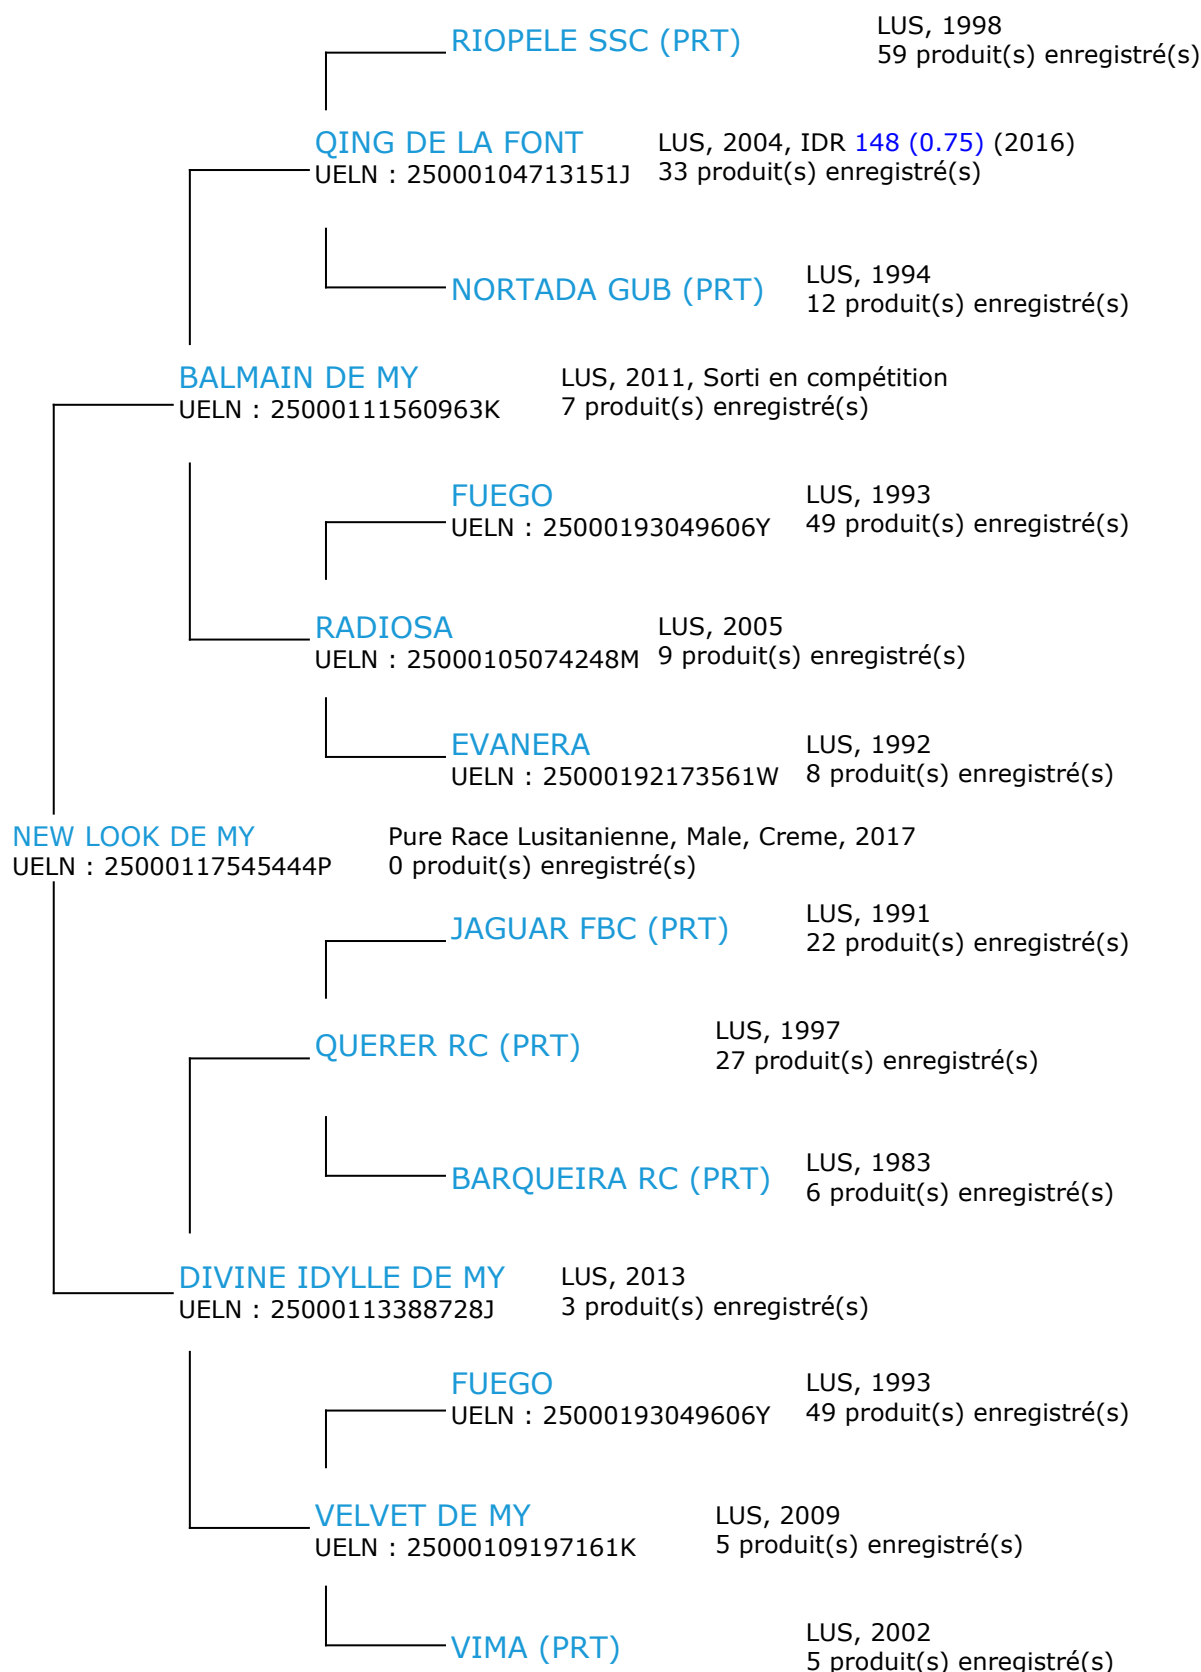 RIOPELE SSC (PRT)
LUS, 1998
59 produit(s) enregistré(s)
QING DE LA FONT
UELN : 25000104713151J
LUS, 2004, IDR 148 (0.75) (2016)
33 produit(s) enregistré(s)
NORTADA GUB (PRT)
LUS, 1994
12 produit(s) enregistré(s)
BALMAIN DE MY
UELN : 25000111560963K
LUS, 2011, Sorti en compétition
7 produit(s) enregistré(s)
FUEGO
UELN : 25000193049606Y
LUS, 1993
49 produit(s) enregistré(s)
RADIOSA
UELN : 25000105074248M
LUS, 2005
9 produit(s) enregistré(s)
EVANERA
UELN : 25000192173561W
LUS, 1992
8 produit(s) enregistré(s)
NEW LOOK DE MY
UELN : 25000117545444P
Pure Race Lusitanienne, Male, Creme, 2017
0 produit(s) enregistré(s)
JAGUAR FBC (PRT)
LUS, 1991
22 produit(s) enregistré(s)
QUERER RC (PRT)
LUS, 1997
27 produit(s) enregistré(s)
BARQUEIRA RC (PRT)
LUS, 1983
6 produit(s) enregistré(s)
DIVINE IDYLLE DE MY
UELN : 25000113388728J
LUS, 2013
3 produit(s) enregistré(s)
FUEGO
UELN : 25000193049606Y
LUS, 1993
49 produit(s) enregistré(s)
VELVET DE MY
UELN : 25000109197161K
LUS, 2009
5 produit(s) enregistré(s)
VIMA (PRT)
LUS, 2002
5 produit(s) enregistré(s)